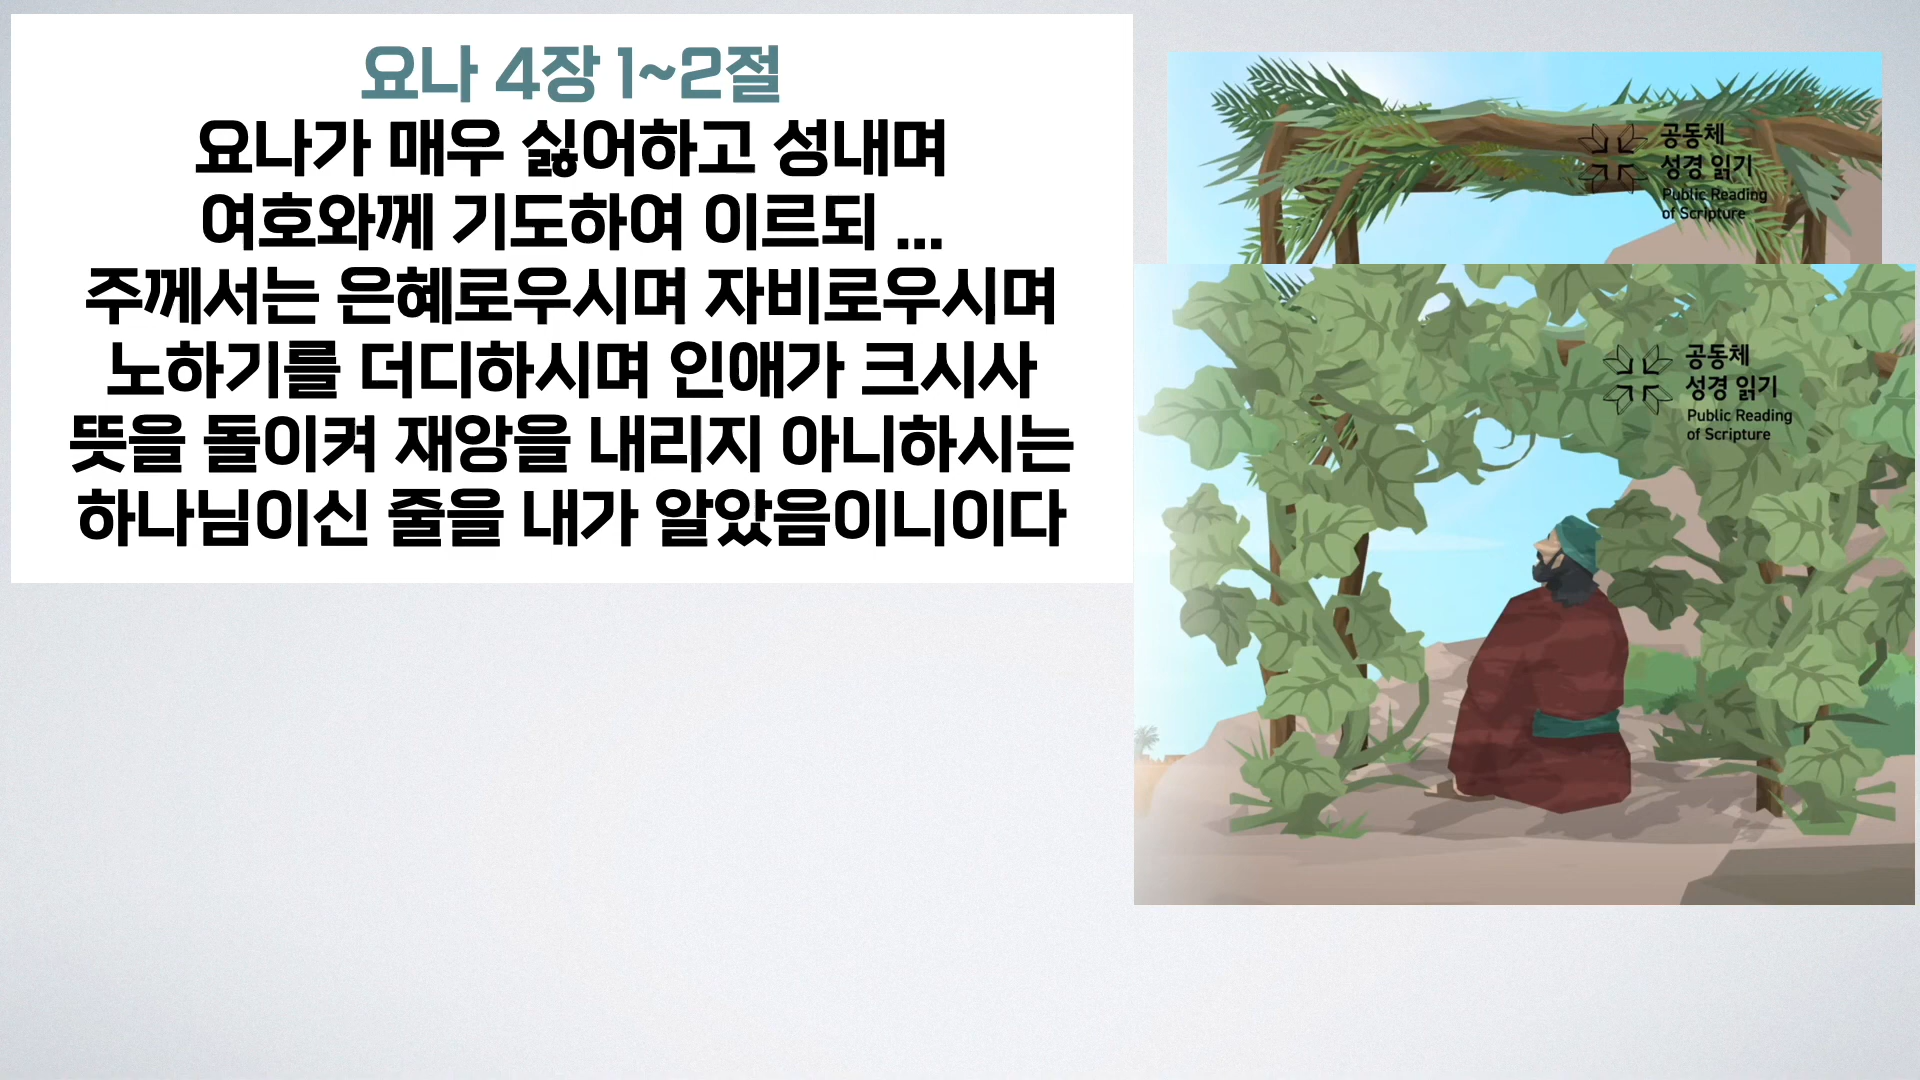 요나 4장 1~2절
요나가 매우 싫어하고 성내며
여호와께 기도하여 이르되 ...
주께서는 은혜로우시며 자비로우시며
노하기를 더디하시며 인애가 크시사
뜻을 돌이켜 재앙을 내리지 아니하시는
하나님이신 줄을 내가 알았음이니이다
공동체
성경 읽기
Public Reading
of Scripture
공동체
성경 읽기
Public Reading
of Scripture